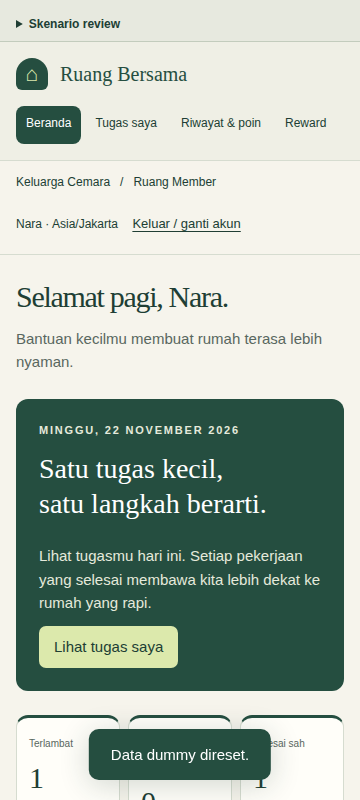 Skenario review
Ruang Bersama
Beranda Tugas saya Riwayat & poin Reward
Keluarga Cemara / Ruang Member
Nara · Asia/Jakarta Keluar / ganti akun
Selamat pagi, Nara.
Bantuan kecilmu membuat rumah terasa lebih
nyaman.
MINGGU, 22 NOVEMBER 2026
Satu tugas kecil,
satu langkah berarti.
Lihat tugasmu hari ini. Setiap pekerjaan
yang selesai membawa kita lebih dekat ke
rumah yang rapi.
Lihat tugas saya
Terlambat
sah
1
Data dummy direset.